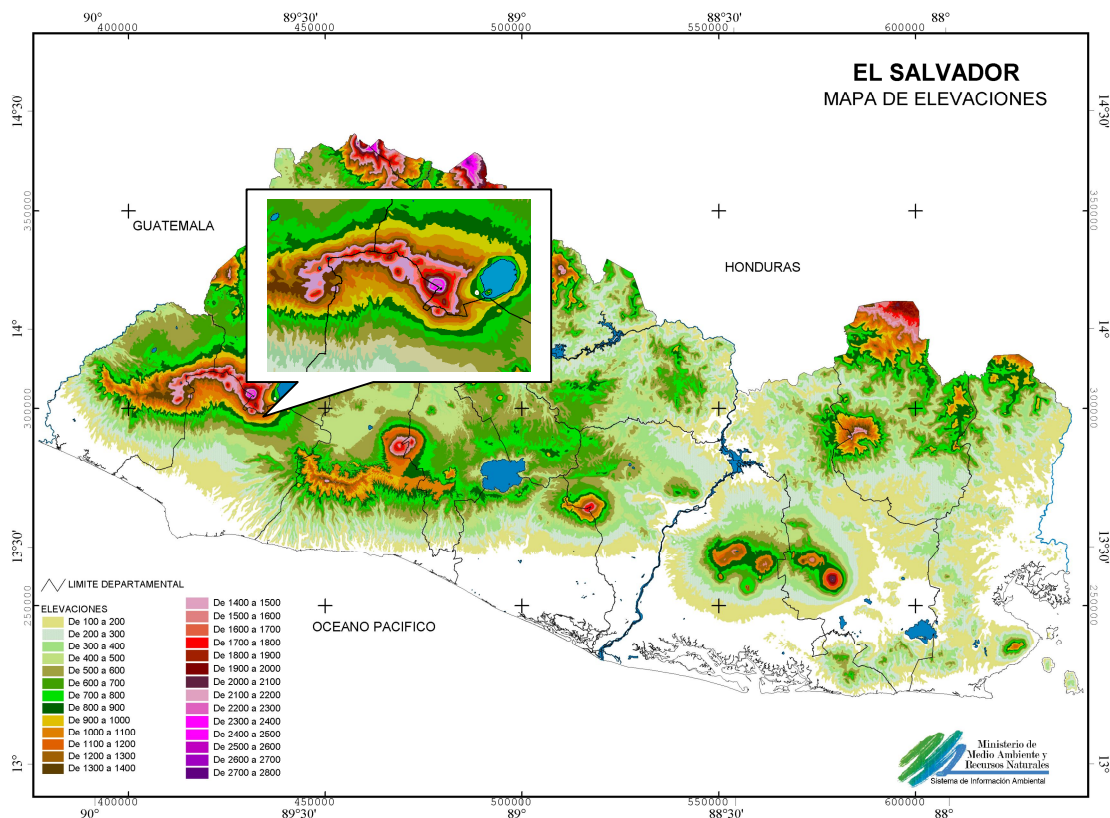 90° 89°30' 89° 88°30' 88°
400000 450000 500000 550000 600000
EL SALVADOR
MAPA DE ELEVACIONES
14°30' 14°30'
350000 350000
GUATEMALA
HONDURAS
14° 14°
300000 300000
13°30' 13°30'
250000 250000
OCEANO PACIFICO
LIMITE DEPARTAMENTAL
ELEVACIONES
De 100 a 200
De 200 a 300
De 300 a 400
De 400 a 500
De 500 a 600
De 600 a 700
De 700 a 800
De 800 a 900
De 900 a 1000
De 1000 a 1100
De 1100 a 1200
De 1200 a 1300
De 1300 a 1400
De 1400 a 1500
De 1500 a 1600
De 1600 a 1700
De 1700 a 1800
De 1800 a 1900
De 1900 a 2000
De 2000 a 2100
De 2100 a 2200
De 2200 a 2300
De 2300 a 2400
De 2400 a 2500
De 2500 a 2600
De 2600 a 2700
De 2700 a 2800
Ministerio de
Medio Ambiente y
Recursos Naturales
Sistema de Información Ambiental
13° 13°
400000 450000 500000 550000 600000
90° 89°30' 89° 88°30' 88°